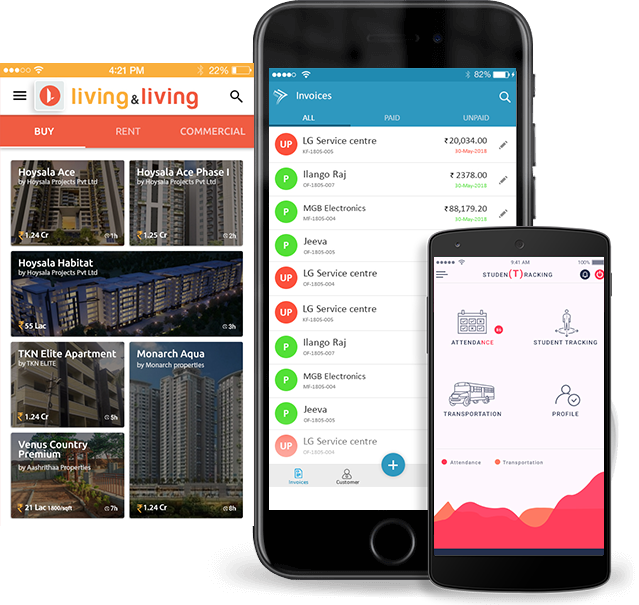 4:21 PM
22%
living & living
BUY RENT COMMERCIAL
Hoysala Ace
by Hoysala Projects Pvt Ltd
₹ 1.24 Cr
1h
Hoysala Ace Phase I
by Hoysala Projects Pvt Ltd
₹ 1.25 Cr
2h
Hoysala Habitat
by Hoysala Projects Pvt Ltd
₹ 55 Lac
3h
TKN Elite Apartment
by TKN ELITE
₹ 1.24 Cr
5h
Monarch Aqua
by Monarch properties
₹ 1.24 Cr
8h
Venus Country
Premium
by Aashrithaa Properties
₹ 21 Lac 1800/sqft
7h
82%
Invoices
ALL PAID UNPAID
UP LG Service centre ₹20,034.00
KF-1805-005 30-May-2018
P Ilango Raj ₹ 2378.00
OF-1805-007 30-May-2018
P MGB Electronics ₹88,179.20
MF-1805-004 30-May-2018
P Jeeva
OF-1805-005
UP LG Service centre
OF-1805-004
UP LG Service centre
KF-1805-005
P Ilango Raj
OF-1805-007
P MGB Electronics
MF-1805-004
P Jeeva
OF-1805-005
UP LG Service centre
OF-1805-004
Invoices Customer
9:41 AM
100%
STUDEN(T)RACKING
ATTENDANCE
STUDENT TRACKING
TRANSPORTATION
PROFILE
Attendance Transportation